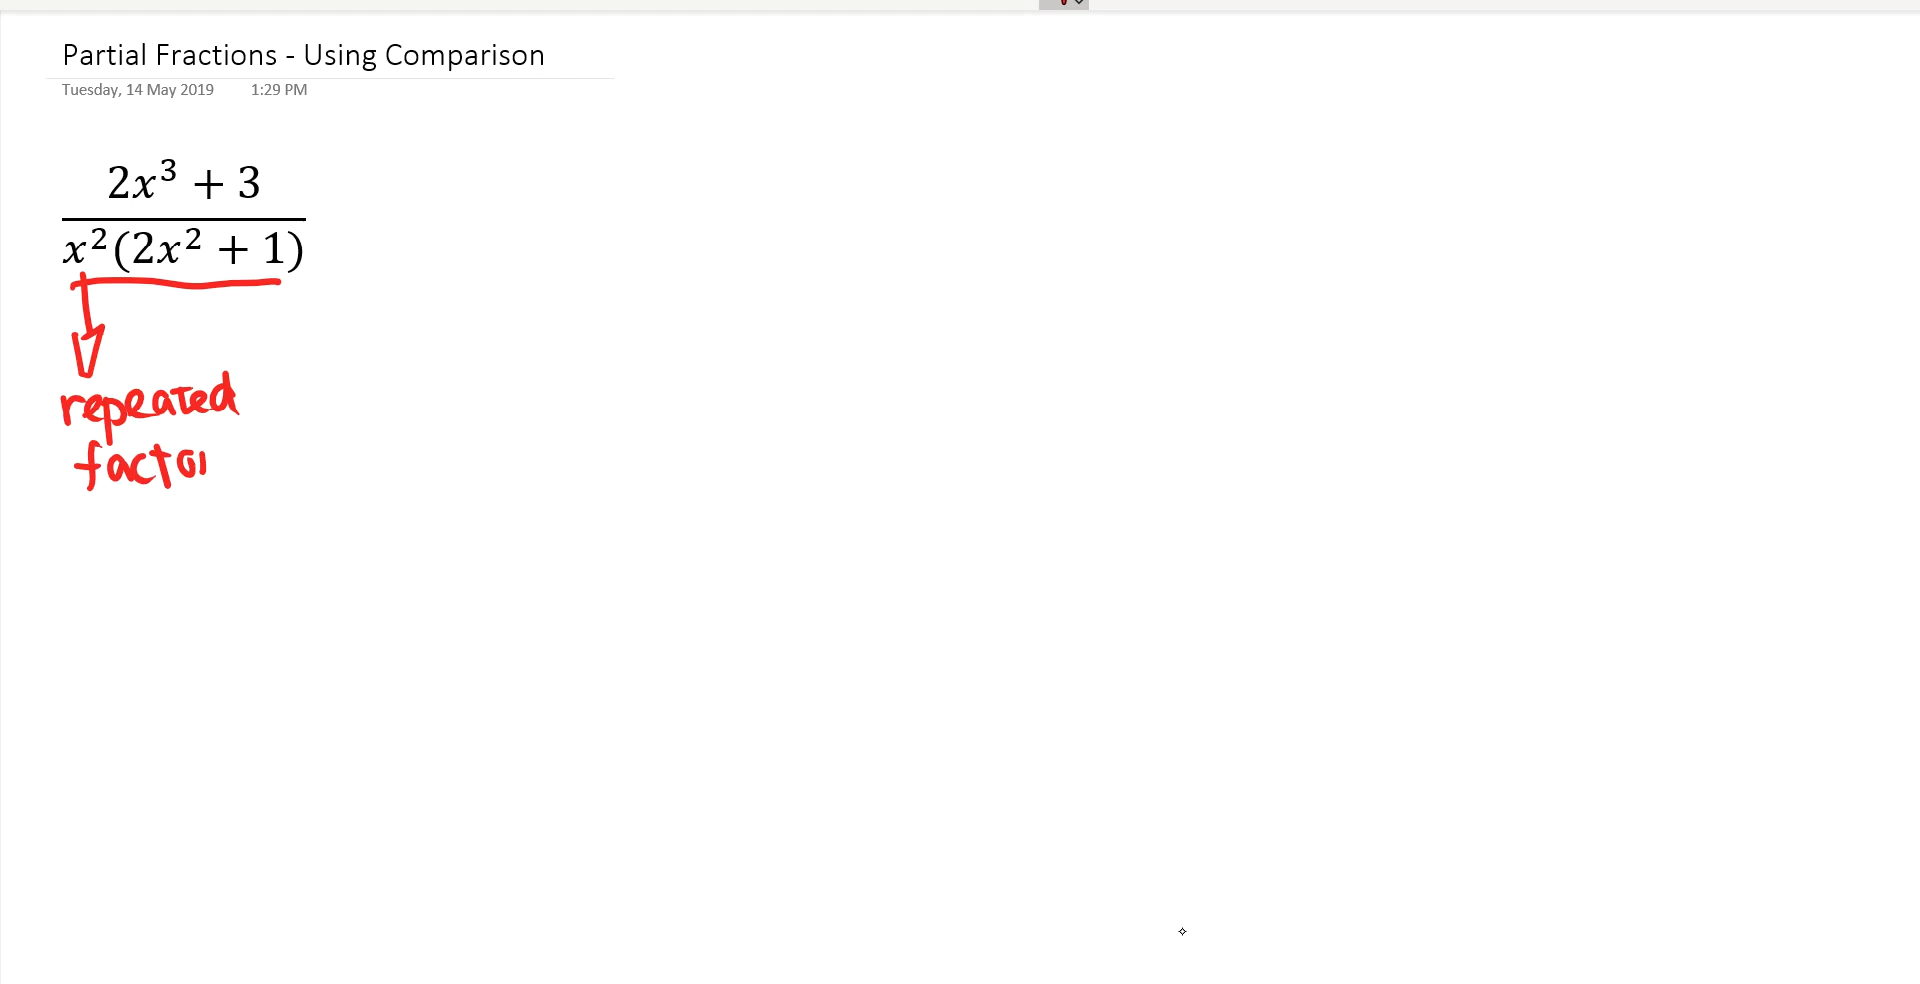 Partial Fractions - Using Comparison
Tuesday, 14 May 2019 1:29 PM
2x³ + 3
x²(2x² + 1)
repeated
factor